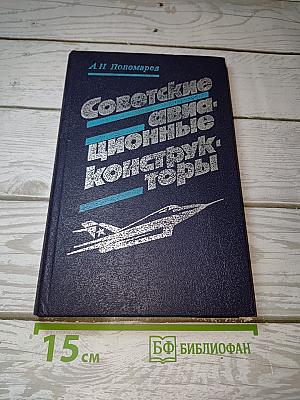 А.Н. Пономарев
Советские
авиа-
ционные
конструк-
торы
15 см
БФ БИБЛИОФАН